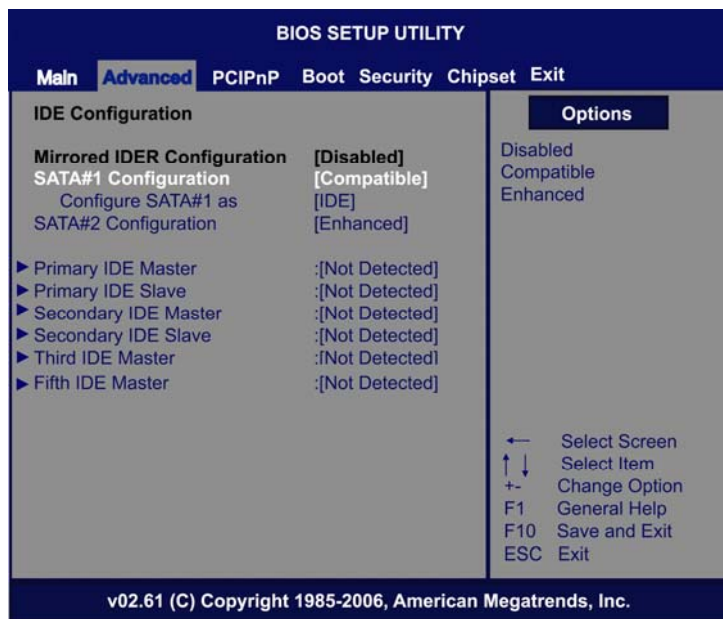 BIOS SETUP UTILITY
Main Advanced PCIPnP Boot Security Chipset Exit
IDE Configuration
Mirrored IDER Configuration [Disabled]
SATA#1 Configuration [Compatible]
Configure SATA#1 as [IDE]
SATA#2 Configuration [Enhanced]
Primary IDE Master :[Not Detected]
Primary IDE Slave :[Not Detected]
Secondary IDE Master :[Not Detected]
Secondary IDE Slave :[Not Detected]
Third IDE Master :[Not Detected]
Fifth IDE Master :[Not Detected]
Options
Disabled
Compatible
Enhanced
← Select Screen
↑↓ Select Item
+- Change Option
F1 General Help
F10 Save and Exit
ESC Exit
v02.61 (C) Copyright 1985-2006, American Megatrends, Inc.